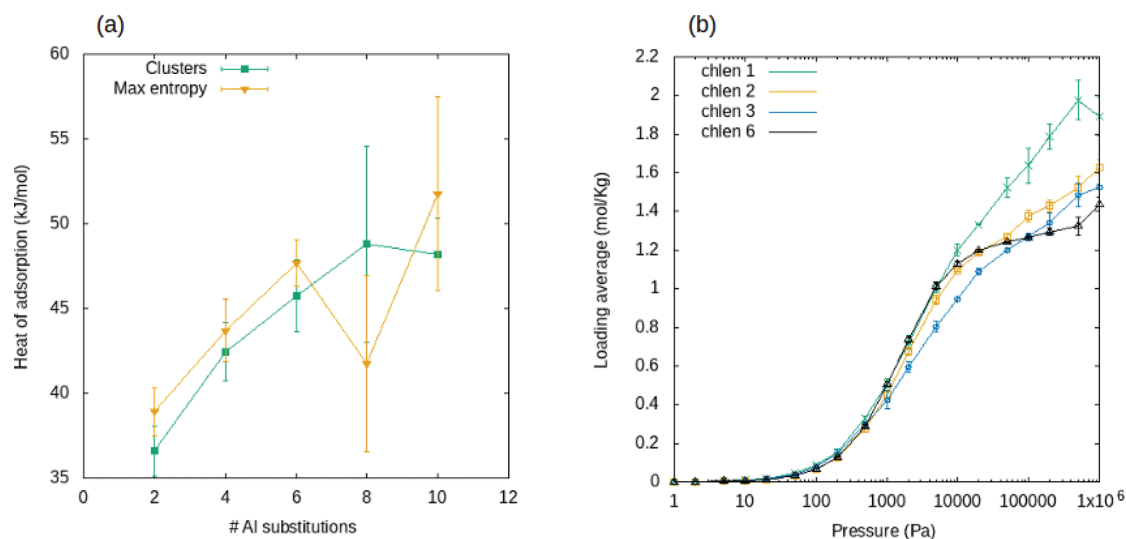 (a)
60
55
50
45
40
35
0
2
4
6
8
10
12
Heat of adsorption (kJ/mol)
# Al substitutions
Clusters
Max entropy
(b)
2.2
2
1.8
1.6
1.4
1.2
1
0.8
0.6
0.4
0.2
0
1
10
100
1000
10000
100000
1x10^6
Loading average (mol/Kg)
Pressure (Pa)
chlen 1
chlen 2
chlen 3
chlen 6